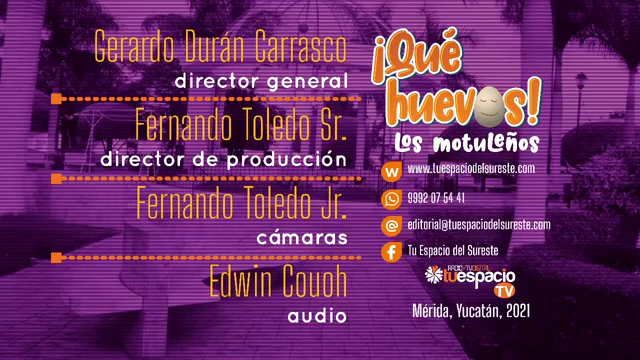 Gerardo Durán Carrasco
director general
Fernando Toledo Sr.
director de producción
Fernando Toledo Jr.
cámaras
Edwin Couoh
audio
¡Qué
huevos!
Los motuLeÑos
w www.tuespaciodelsureste.com
9992 07 54 41
@ editorial@tuespaciodelsureste.com
f Tu Espacio del Sureste
tuespacio
TV
Mérida, Yucatán, 2021